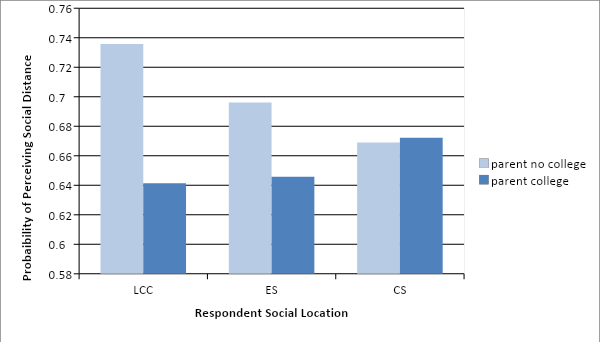 0.76
0.74
0.72
0.7
0.68
0.66
0.64
0.62
0.6
0.58
Probaibility of Perceiving Social Distance
LCC ES CS
Respondent Social Location
parent no college
parent college